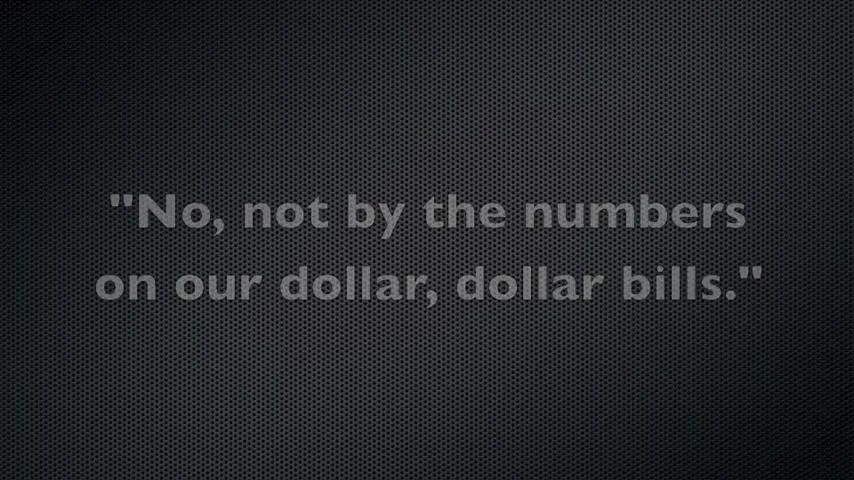 "No, not by the numbers
on our dollar, dollar bills."